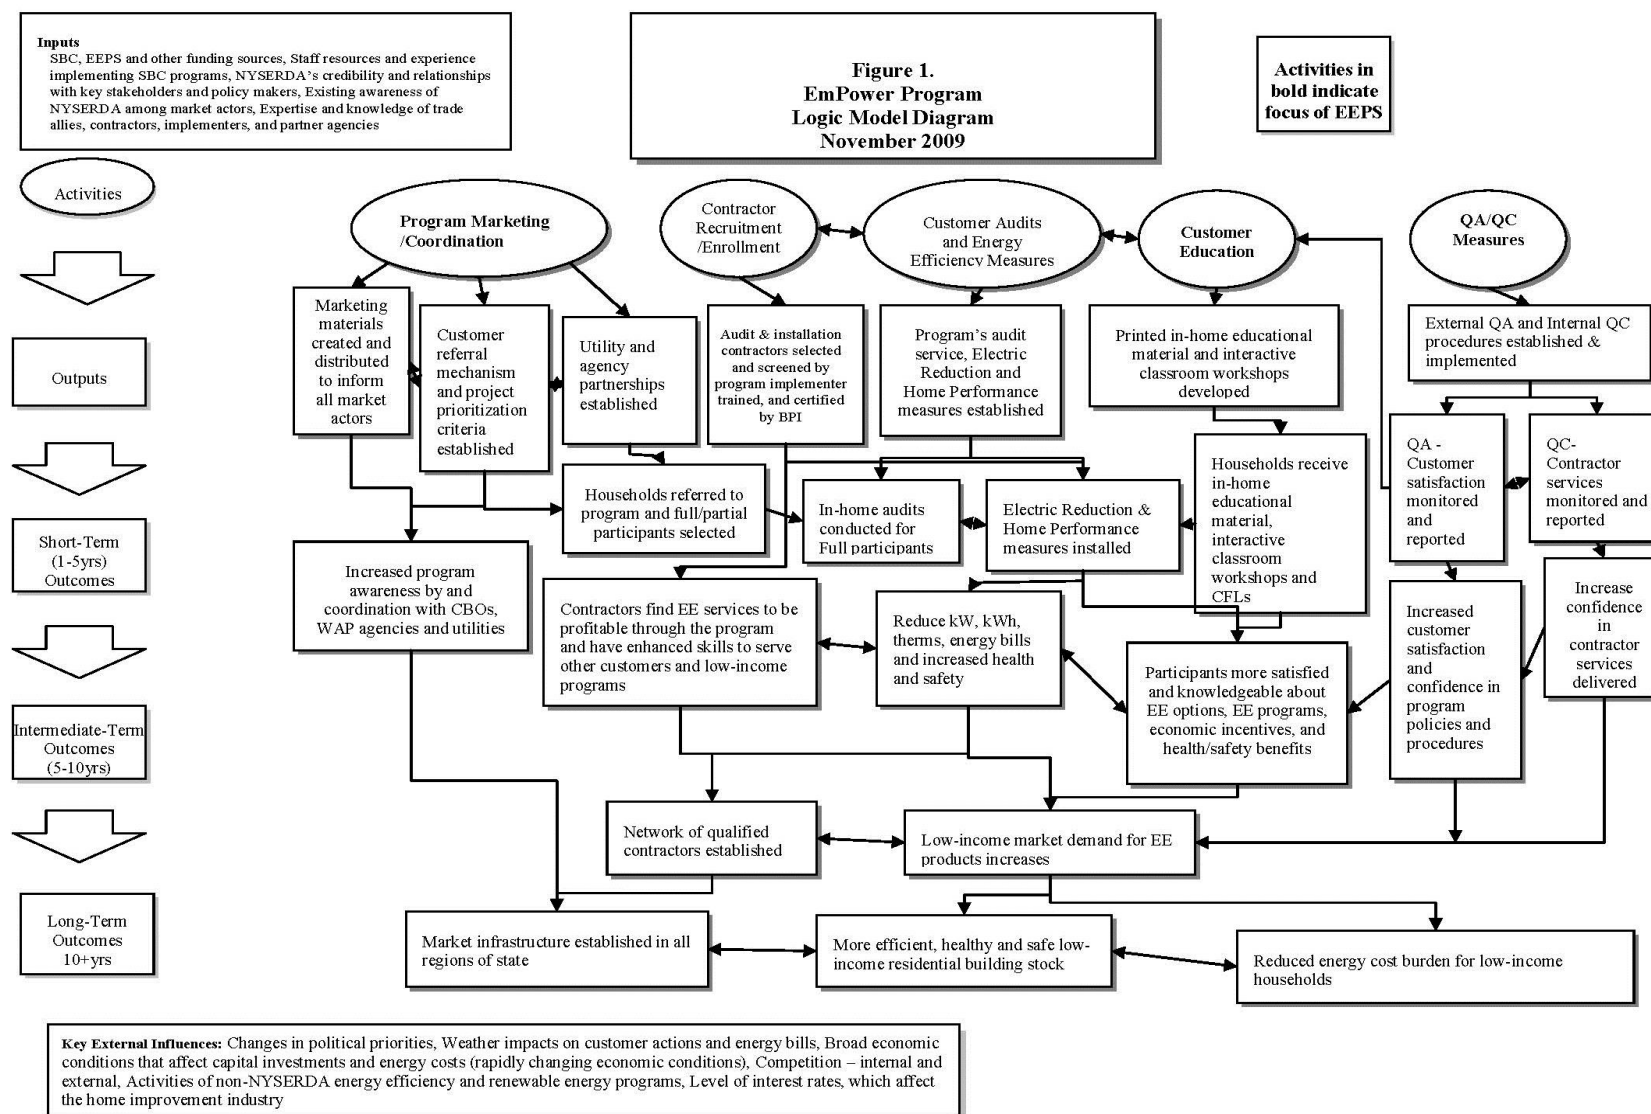 Inputs
SBC, EEPS and other funding sources, Staff resources and experience
implementing SBC programs, NYSERDA's credibility and relationships
with key stakeholders and policy makers, Existing awareness of
NYSERDA among market actors, Expertise and knowledge of trade
allies, contractors, implementers, and partner agencies
Figure 1.
EmPower Program
Logic Model Diagram
November 2009
Activities in
bold indicate
focus of EEPS
Activities
Program Marketing
/Coordination
Contractor
Recruitment
/Enrollment
Customer Audits
and Energy
Efficiency Measures
Customer
Education
QA/QC
Measures
Outputs
Marketing
materials
created and
distributed
to inform
all market
actors
Customer
referral
mechanism
and project
prioritization
criteria
established
Utility and
agency
partnerships
established
Audit & installation
contractors selected
and screened by
program implementer
trained, and certified
by BPI
Program's audit
service, Electric
Reduction and
Home Performance
measures established
Printed in-home educational
material and interactive
classroom workshops
developed
External QA and Internal QC
procedures established &
implemented
Short-Term
(1-5yrs)
Outcomes
Households referred to
program and full/partial
participants selected
In-home audits
conducted for
Full participants
Electric Reduction &
Home Performance
measures installed
Households receive
in-home
educational
material,
interactive
classroom
workshops and
CFLs
QA -
Customer
satisfaction
monitored
and
reported
QC-
Contractor
services
monitored and
reported
Increased program
awareness by and
coordination with CBOs,
WAP agencies and utilities
Contractors find EE services to be
profitable through the program
and have enhanced skills to serve
other customers and low-income
programs
Reduce kW, kWh,
therms, energy bills
and increased health
and safety
Participants more satisfied
and knowledgeable about
EE options, EE programs,
economic incentives, and
health/safety benefits
Increased
customer
satisfaction
and
confidence in
program
policies and
procedures
Increase
confidence
in
contractor
services
delivered
Intermediate-Term
Outcomes
(5-10yrs)
Network of qualified
contractors established
Low-income market demand for EE
products increases
Long-Term
Outcomes
10+yrs
Market infrastructure established in all
regions of state
More efficient, healthy and safe low-
income residential building stock
Reduced energy cost burden for low-income
households
Key External Influences: Changes in political priorities, Weather impacts on customer actions and energy bills, Broad economic
conditions that affect capital investments and energy costs (rapidly changing economic conditions), Competition – internal and
external, Activities of non-NYSERDA energy efficiency and renewable energy programs, Level of interest rates, which affect
the home improvement industry